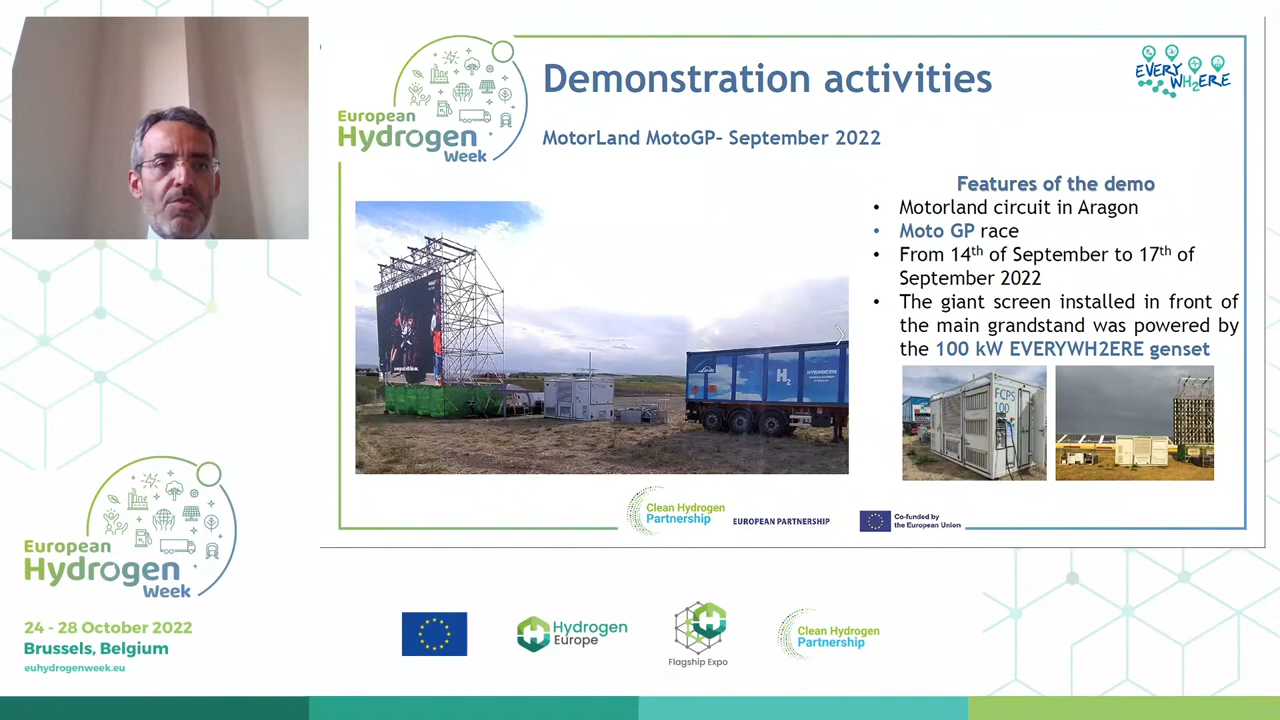 European
Hydrogen
Week
Demonstration activities
EVERYWH2ERE
MotorLand MotoGP– September 2022
Features of the demo
• Motorland circuit in Aragon
• Moto GP race
• From 14th of September to 17th of
September 2022
• The giant screen installed in front of
the main grandstand was powered by
the 100 kW EVERYWH2ERE genset
H2
HYDROGEN
FCPS
100
Clean Hydrogen
Partnership
EUROPEAN PARTNERSHIP
Co-funded by
the European Union
European
Hydrogen
Week
24 - 28 October 2022
Brussels, Belgium
euhydrogenweek.eu
Hydrogen
Europe
Flagship Expo
Clean Hydrogen
Partnership